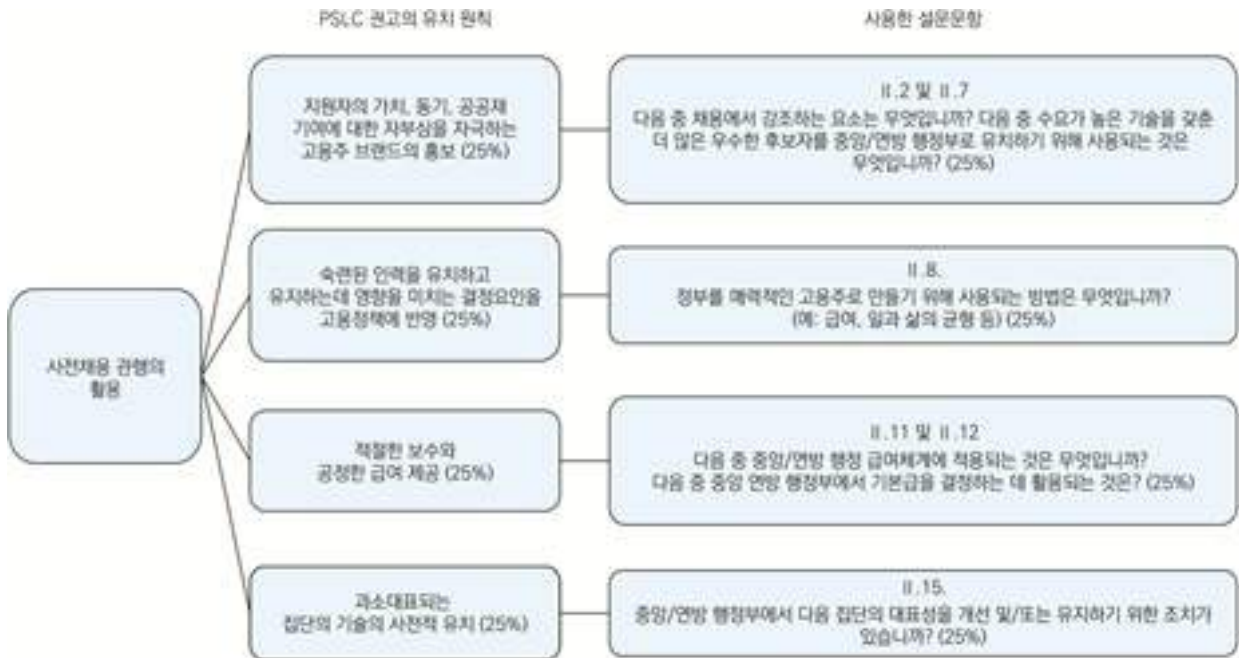 PSLC 권고의 유치 원칙
사용한 설문문항
지원자의 가치, 동기, 공공재
기여에 대한 자부심을 자극하는
고용주 브랜드의 홍보 (25%)
Ⅱ.2 및 Ⅱ.7
다음 중 채용에서 강조하는 요소는 무엇입니까? 다음 중 수요가 높은 기술을 갖춘
더 많은 우수한 후보자를 중앙/연방 행정부로 유치하기 위해 사용되는 것은
무엇입니까? (25%)
숙련된 인력을 유치하고
유지하는데 영향을 미치는 결정요인을
고용정책에 반영 (25%)
Ⅱ.8.
정부를 매력적인 고용주로 만들기 위해 사용되는 방법은 무엇입니까?
(예: 급여, 일과 삶의 균형 등) (25%)
사전채용 관행의
활용
적절한 보수와
공정한 급여 제공 (25%)
Ⅱ.11 및 Ⅱ.12
다음 중 중앙/연방 행정 급여체계에 적용되는 것은 무엇입니까?
다음 중 중앙 연방 행정부에서 기본급을 결정하는 데 활용되는 것은? (25%)
과소대표되는
집단의 기술의 사전적 유치 (25%)
Ⅱ.15.
중앙/연방 행정부에서 다음 집단의 대표성을 개선 및/또는 유지하기 위한 조치가
있습니까? (25%)